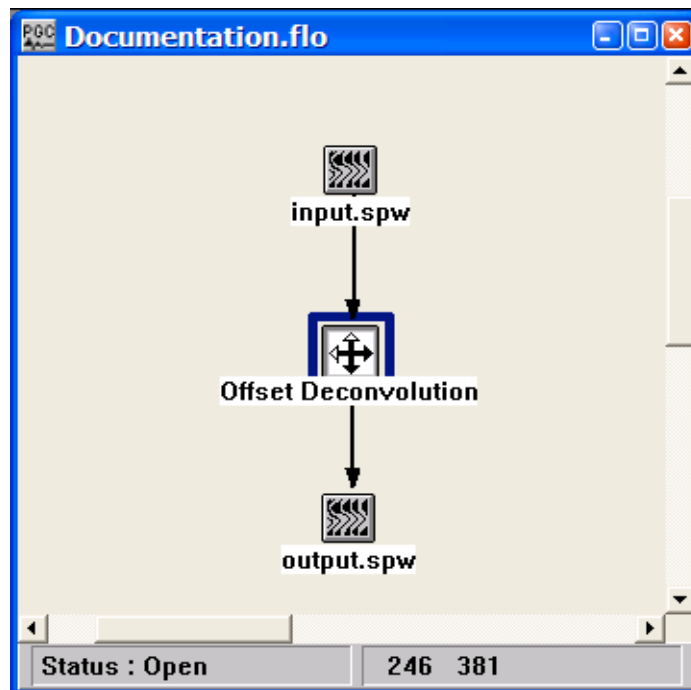 PGC Documentation.flo
input.spw
Offset Deconvolution
output.spw
Status : Open 246 381